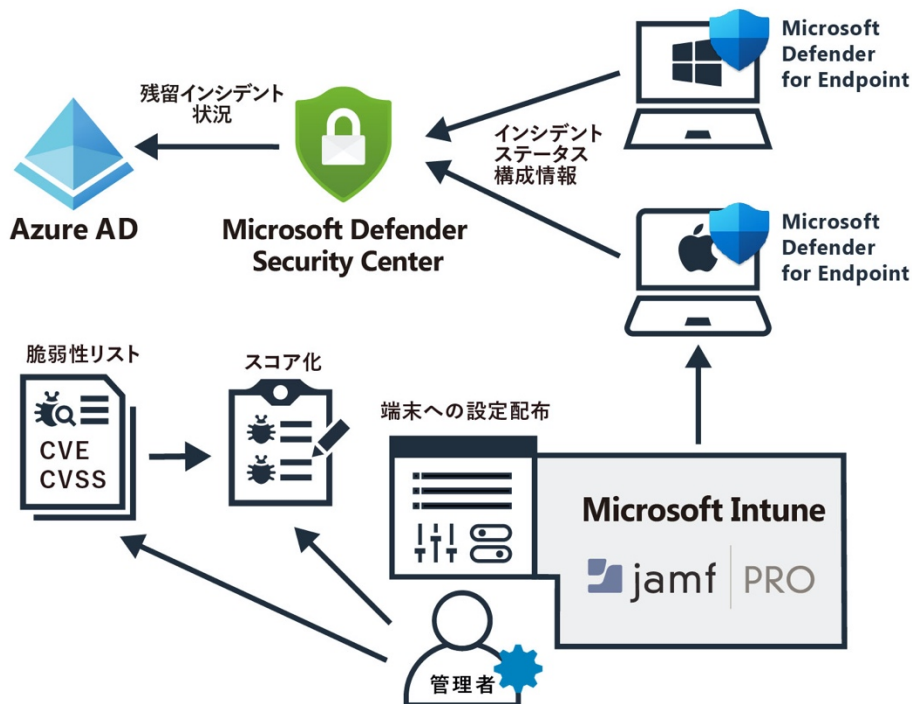 Microsoft
Defender
for Endpoint
残留インシデント
状況
インシデント
ステータス
構成情報
Azure AD
Microsoft Defender
Security Center
Microsoft
Defender
for Endpoint
脆弱性リスト
スコア化
端末への設定配布
CVE
CVSS
Microsoft Intune
jamf PRO
管理者